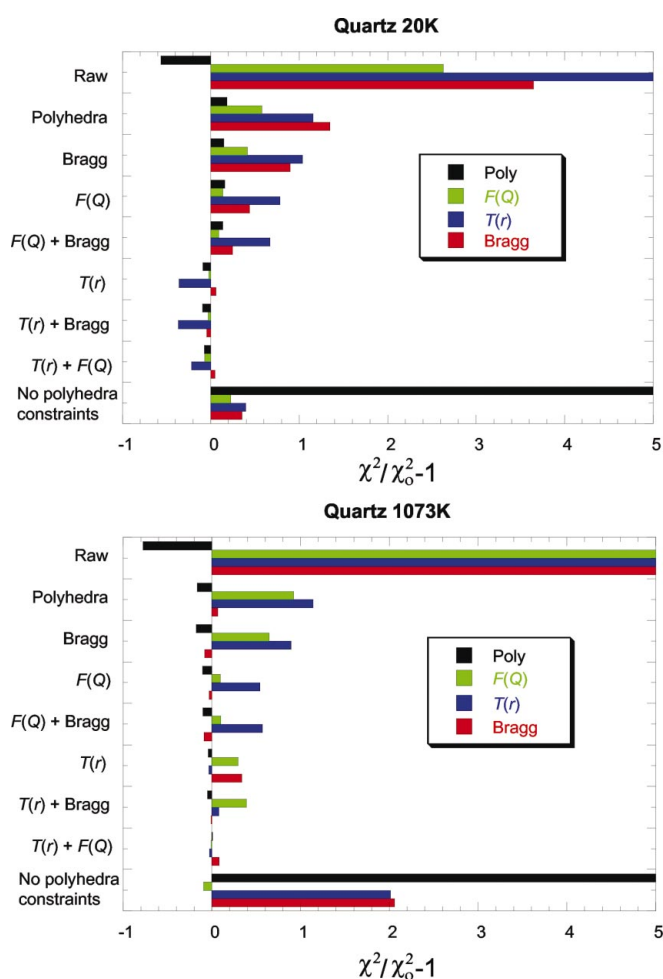 Quartz 20K
Raw
Polyhedra
Bragg
F(Q)
F(Q) + Bragg
T(r)
T(r) + Bragg
T(r) + F(Q)
No polyhedra
constraints
Poly
F(Q)
T(r)
Bragg
-1 0 1 2 3 4 5
χ²/χₒ²-1
Quartz 1073K
Raw
Polyhedra
Bragg
F(Q)
F(Q) + Bragg
T(r)
T(r) + Bragg
T(r) + F(Q)
No polyhedra
constraints
Poly
F(Q)
T(r)
Bragg
-1 0 1 2 3 4 5
χ²/χₒ²-1